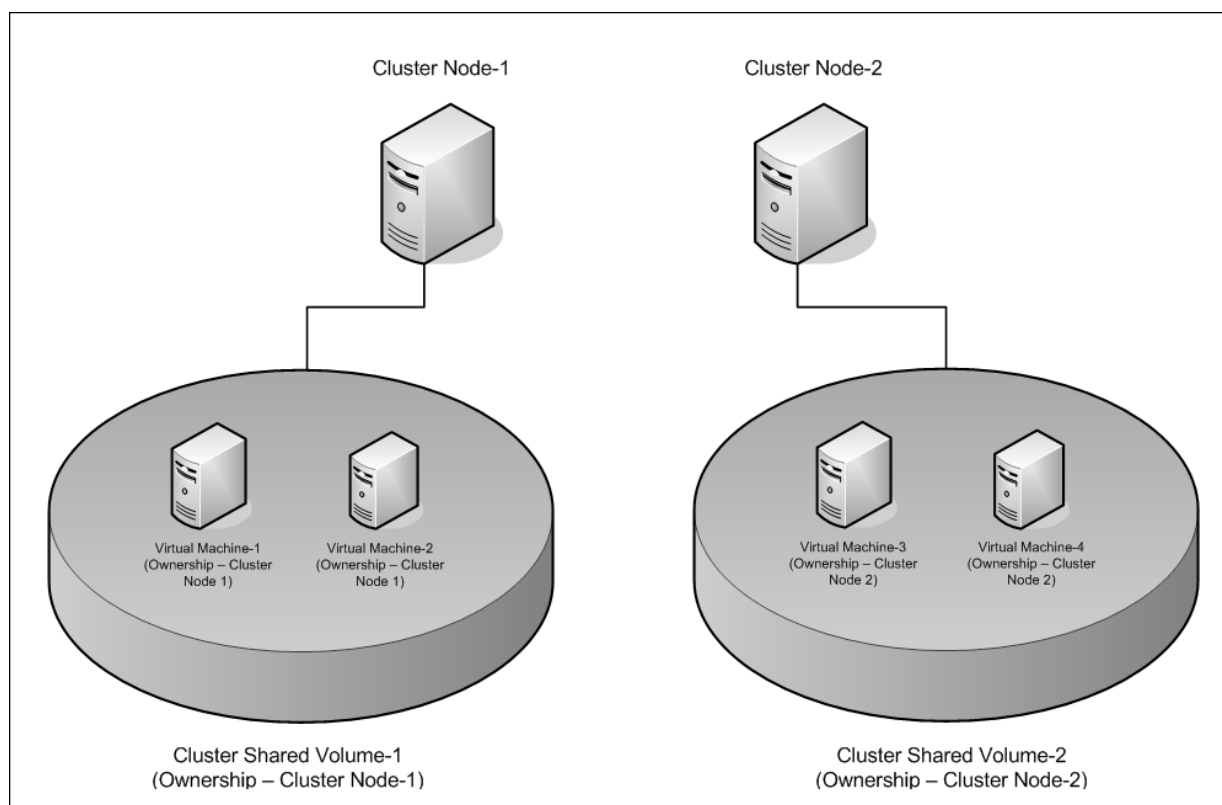 Cluster Node-1
Cluster Node-2
Virtual Machine-1
(Ownership – Cluster
Node 1)
Virtual Machine-2
(Ownership – Cluster
Node 1)
Virtual Machine-3
(Ownership – Cluster
Node 2)
Virtual Machine-4
(Ownership – Cluster
Node 2)
Cluster Shared Volume-1
(Ownership – Cluster Node-1)
Cluster Shared Volume-2
(Ownership – Cluster Node-2)